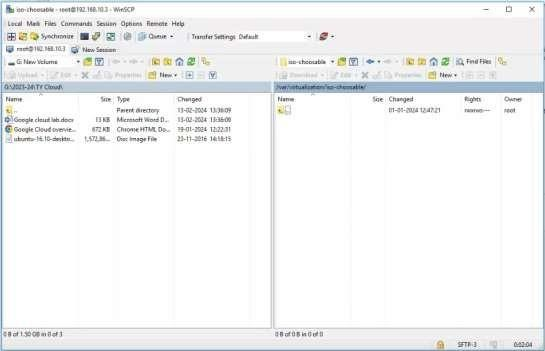 iso-choosable - root@192.168.10.3 - WinSCP
Local Mark Files Commands Session Options Remote Help
Synchronize Queue Transfer Settings Default
root@192.168.10.3 New Session
G: New Volume iso-choosable Find Files
Upload Edit Properties New Download Edit Properties New
G:\2023-24\TY Cloud\ /var/virtualization/iso-choosable/
Name Size Type Changed Name Size Changed Rights Owner
.. Parent directory 13-02-2024 13:36:09 .. 01-01-2024 12:47:21 root
Google cloud lab.docx 13 KB Microsoft Word D... 13-02-2024 13:36:08
Google Cloud overvie... 672 KB Chrome HTML Do... 19-01-2024 12:22:31
ubuntu-16.10-deskto... 1,572,86... Disc Image File 23-11-2016 14:16:15
0 B of 1.50 GB in 0 of 3 0 B of 0 B in 0 of 0
SFTP-3 0:02:04